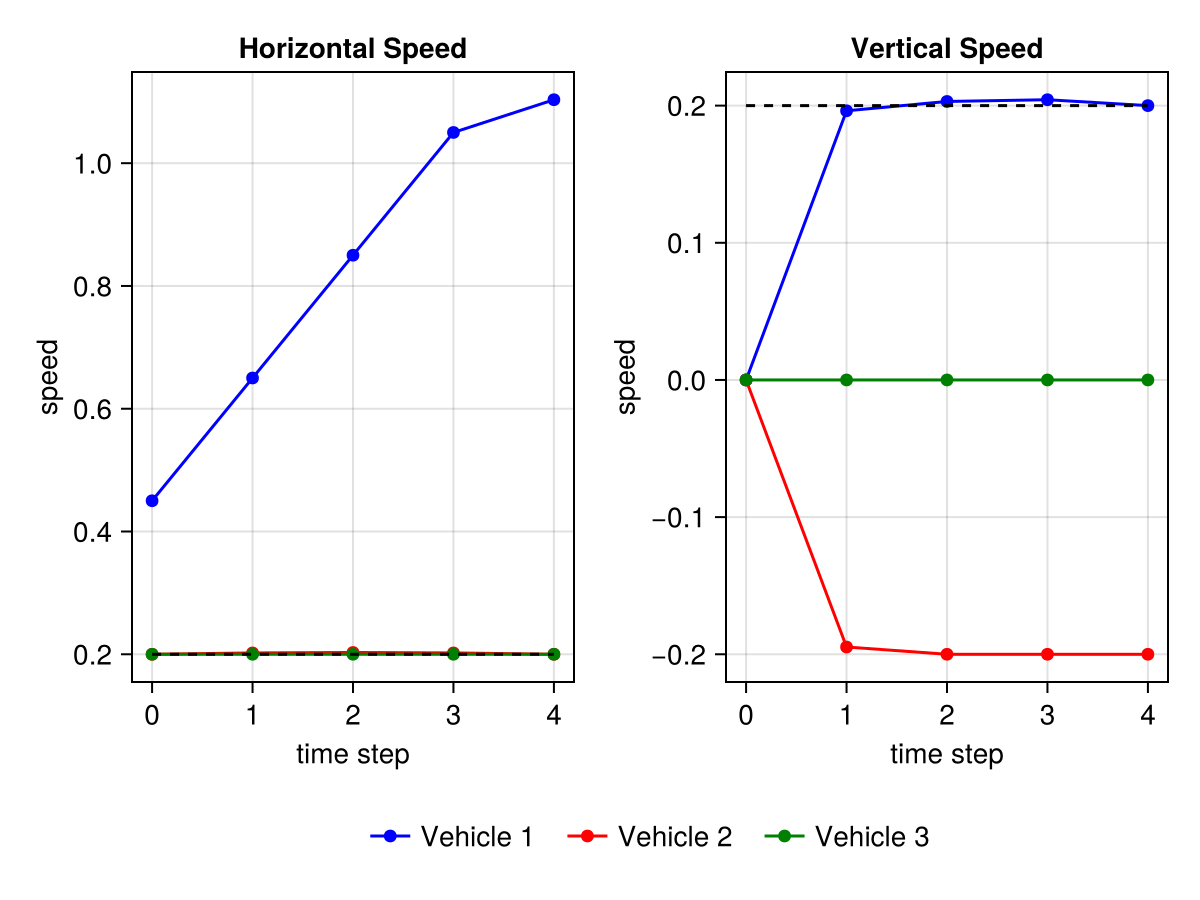 Horizontal Speed
speed
1.0
0.8
0.6
0.4
0.2
0 1 2 3 4
time step
Vertical Speed
speed
0.2
0.1
0.0
−0.1
−0.2
0 1 2 3 4
time step
Vehicle 1 Vehicle 2 Vehicle 3